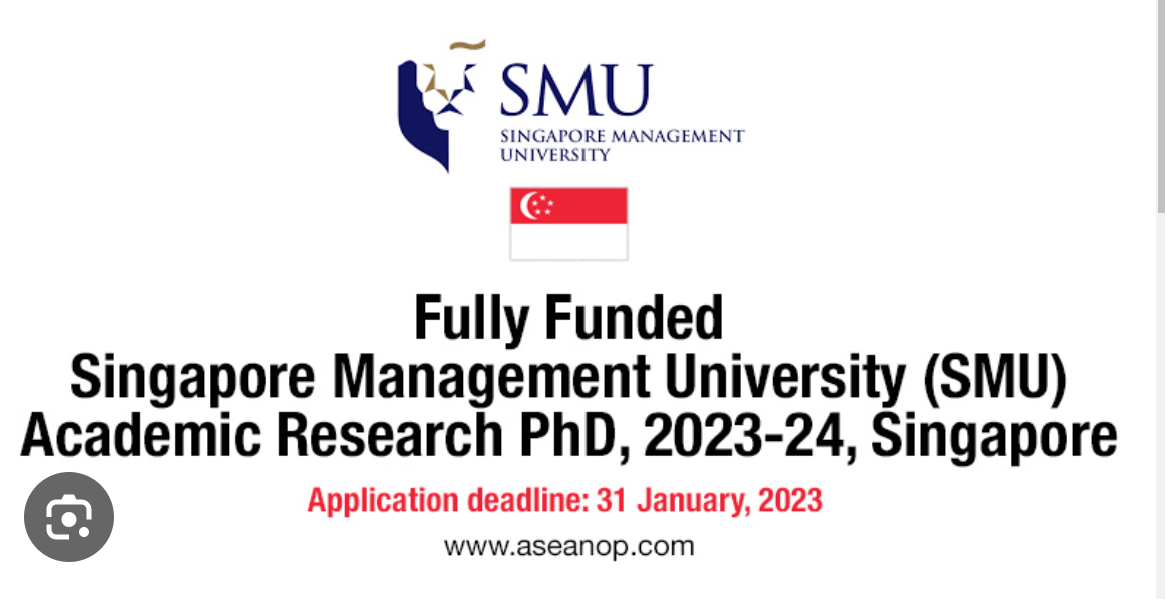 SMU
SINGAPORE MANAGEMENT
UNIVERSITY
Fully Funded
Singapore Management University (SMU)
Academic Research PhD, 2023-24, Singapore
Application deadline: 31 January, 2023
www.aseanop.com